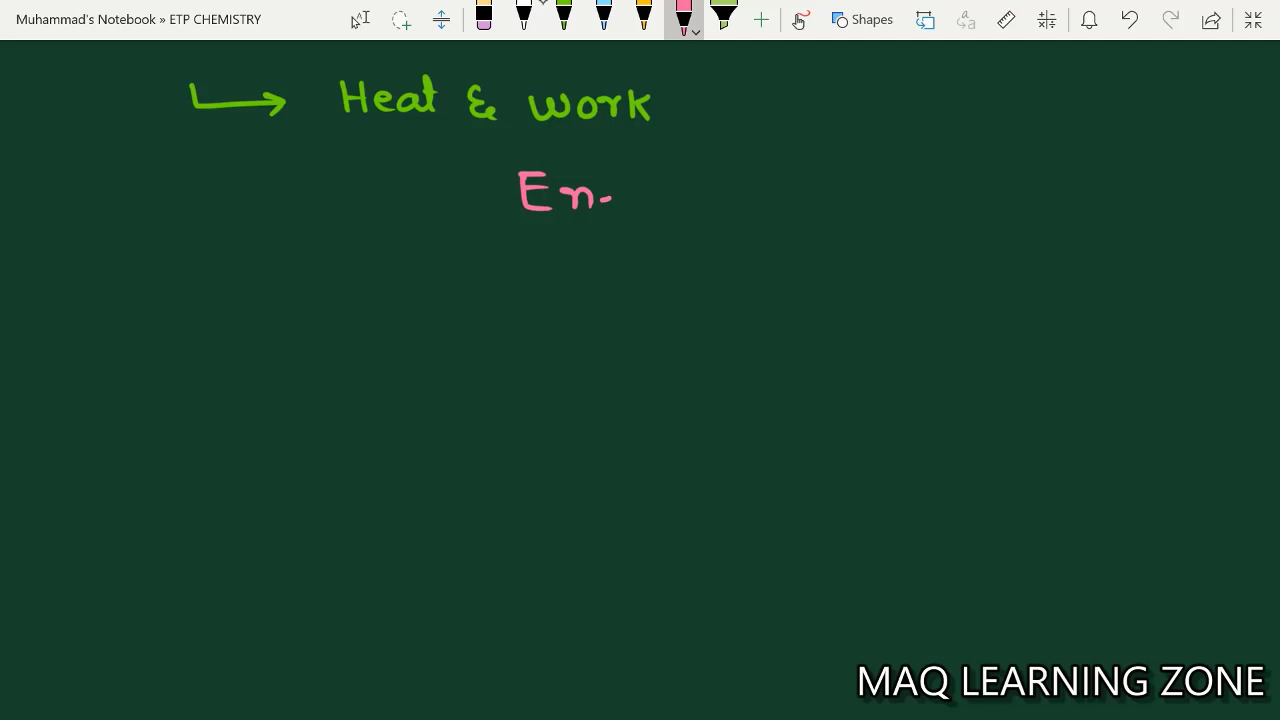 Muhammad's Notebook » ETP CHEMISTRY
Shapes
Heat & work
En
MAQ LEARNING ZONE